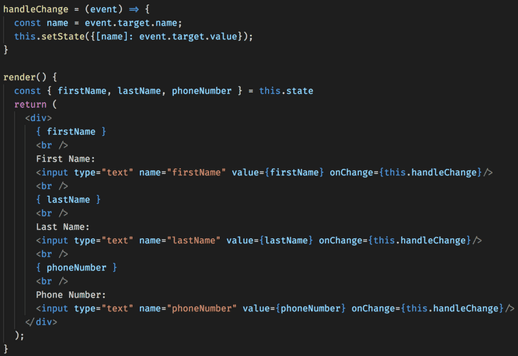 handleChange = (event) => {
  const name = event.target.name;
  this.setState({[name]: event.target.value});
}

render() {
  const { firstName, lastName, phoneNumber } = this.state
  return (
    <div>
      { firstName }
      <br />
      First Name:
      <input type="text" name="firstName" value={firstName} onChange={this.handleChange}/>
      <br />
      { lastName }
      <br />
      Last Name:
      <input type="text" name="lastName" value={lastName} onChange={this.handleChange}/>
      <br />
      { phoneNumber }
      <br />
      Phone Number:
      <input type="text" name="phoneNumber" value={phoneNumber} onChange={this.handleChange}/>
    </div>
  );
}